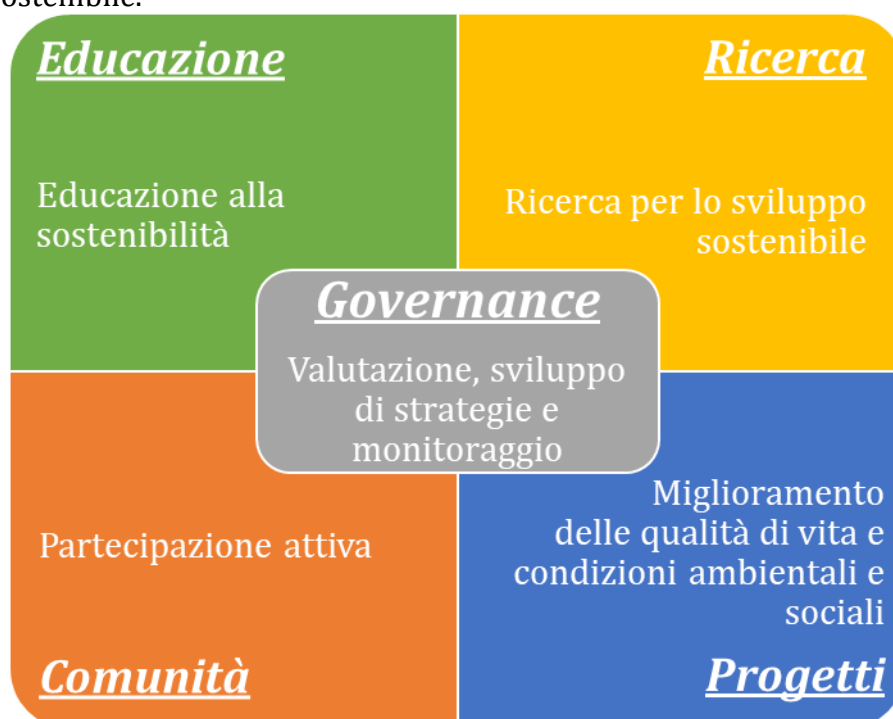 ostenibile.
Educazione
Educazione alla
sostenibilità
Ricerca
Ricerca per lo sviluppo
sostenibile
Governance
Valutazione, sviluppo
di strategie e
monitoraggio
Partecipazione attiva
Comunità
Miglioramento
delle qualità di vita e
condizioni ambientali e
sociali
Progetti